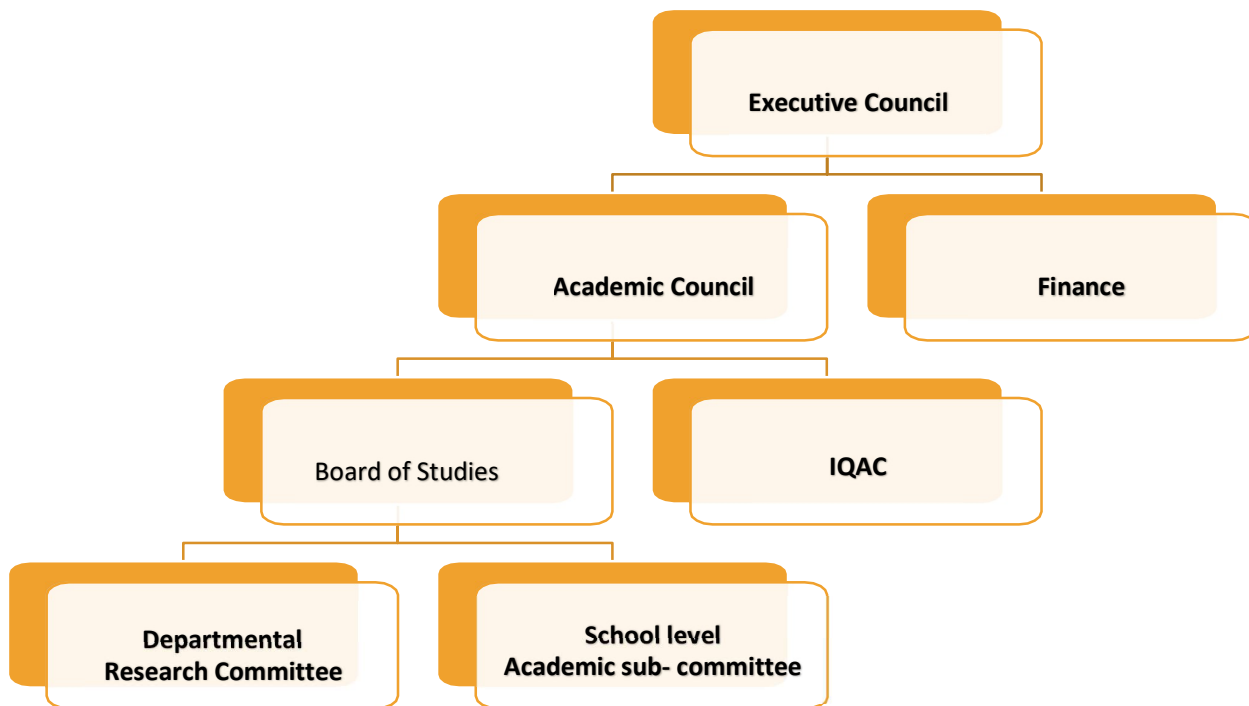 Executive Council
Academic Council
Finance
Board of Studies
IQAC
Departmental
Research Committee
School level
Academic sub- committee